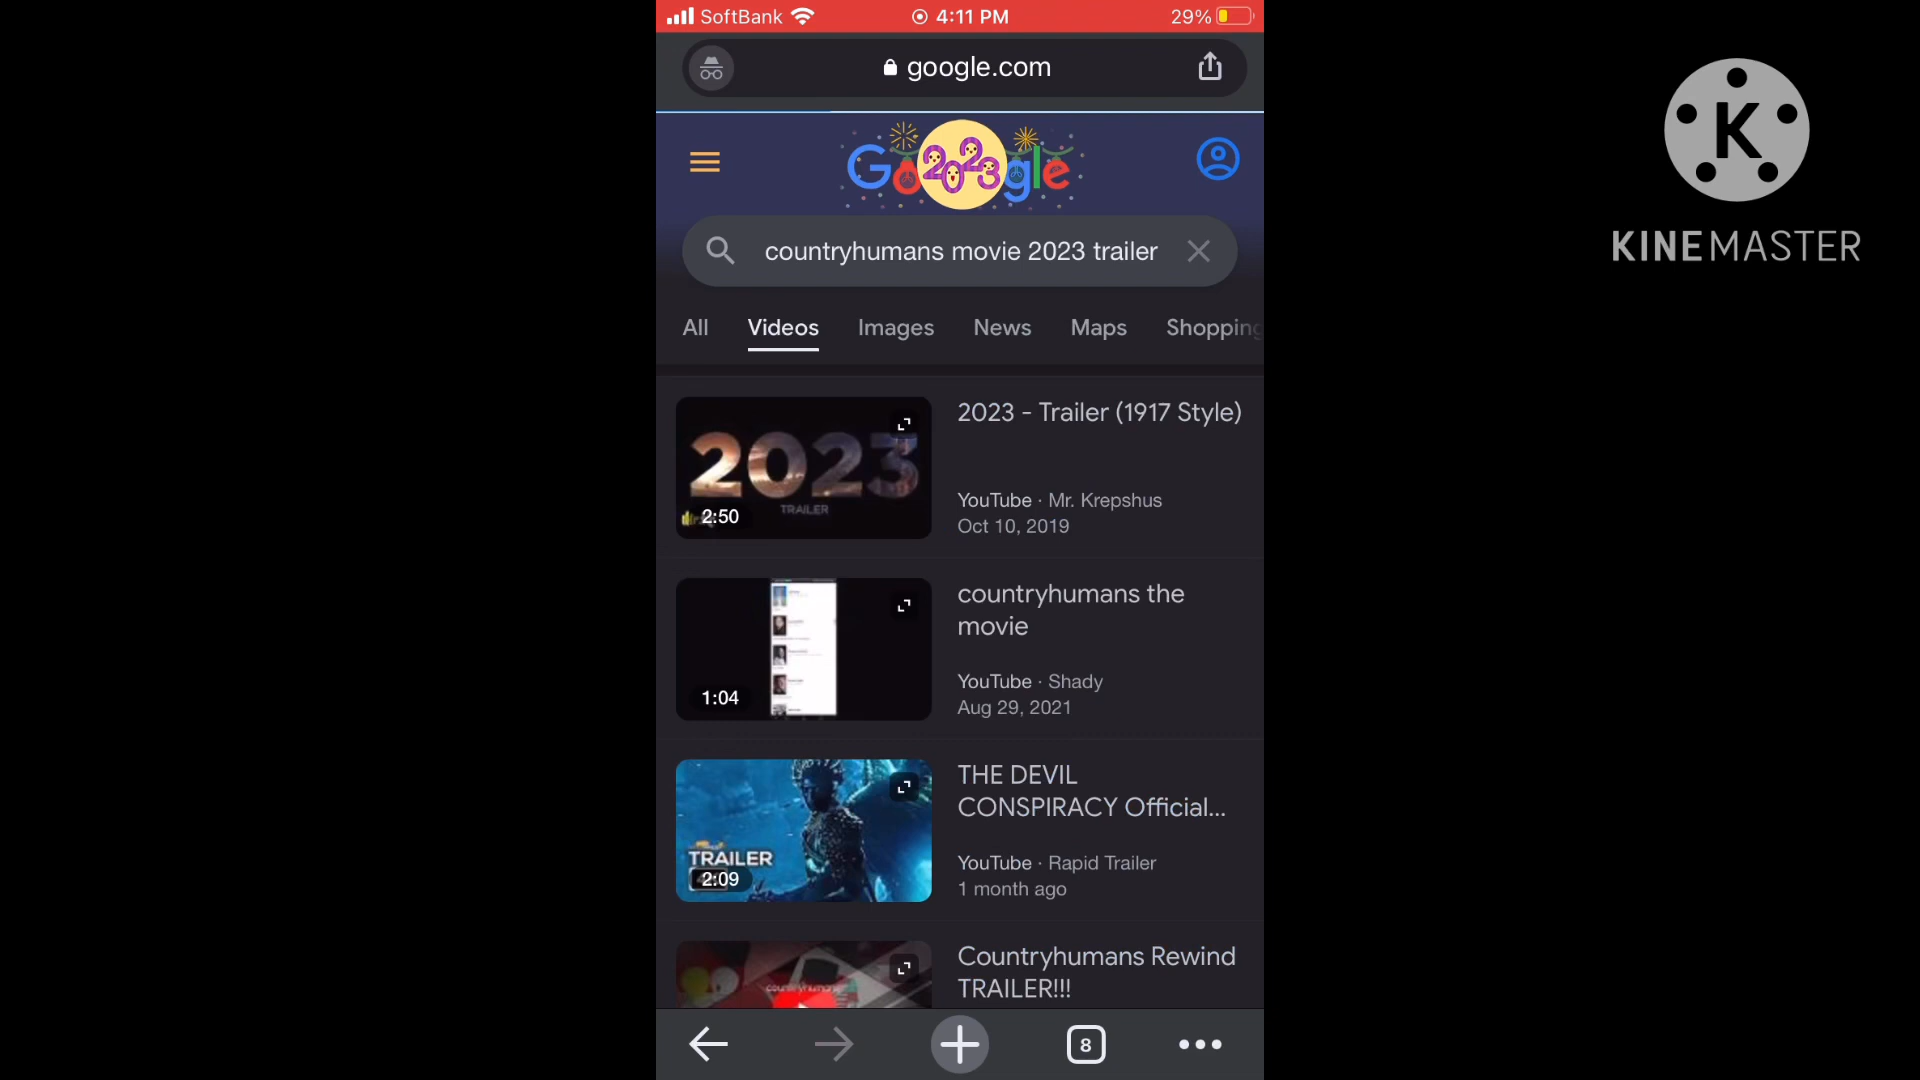 SoftBank
4:11 PM
29%
google.com
Go2023gle
countryhumans movie 2023 trailer
All
Videos
Images
News
Maps
Shopping
2023
TRAILER
2:50
2023 - Trailer (1917 Style)
YouTube · Mr. Krepshus
Oct 10, 2019
1:04
countryhumans the
movie
YouTube · Shady
Aug 29, 2021
TRAILER
2:09
THE DEVIL
CONSPIRACY Official...
YouTube · Rapid Trailer
1 month ago
countryhumans
Countryhumans Rewind
TRAILER!!!
8
K
KINEMASTER